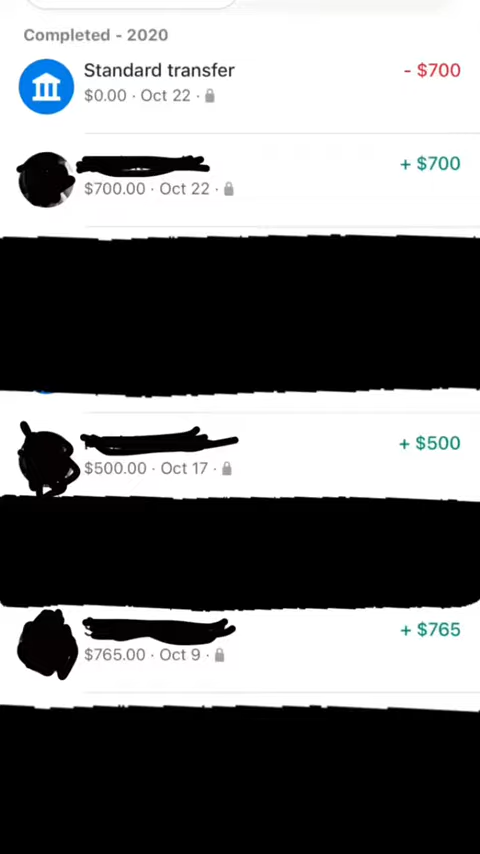 Completed - 2020
Standard transfer
- $700
$0.00 · Oct 22 ·
+ $700
$700.00 · Oct 22 ·
+ $500
$500.00 · Oct 17 ·
+ $765
$765.00 · Oct 9 ·